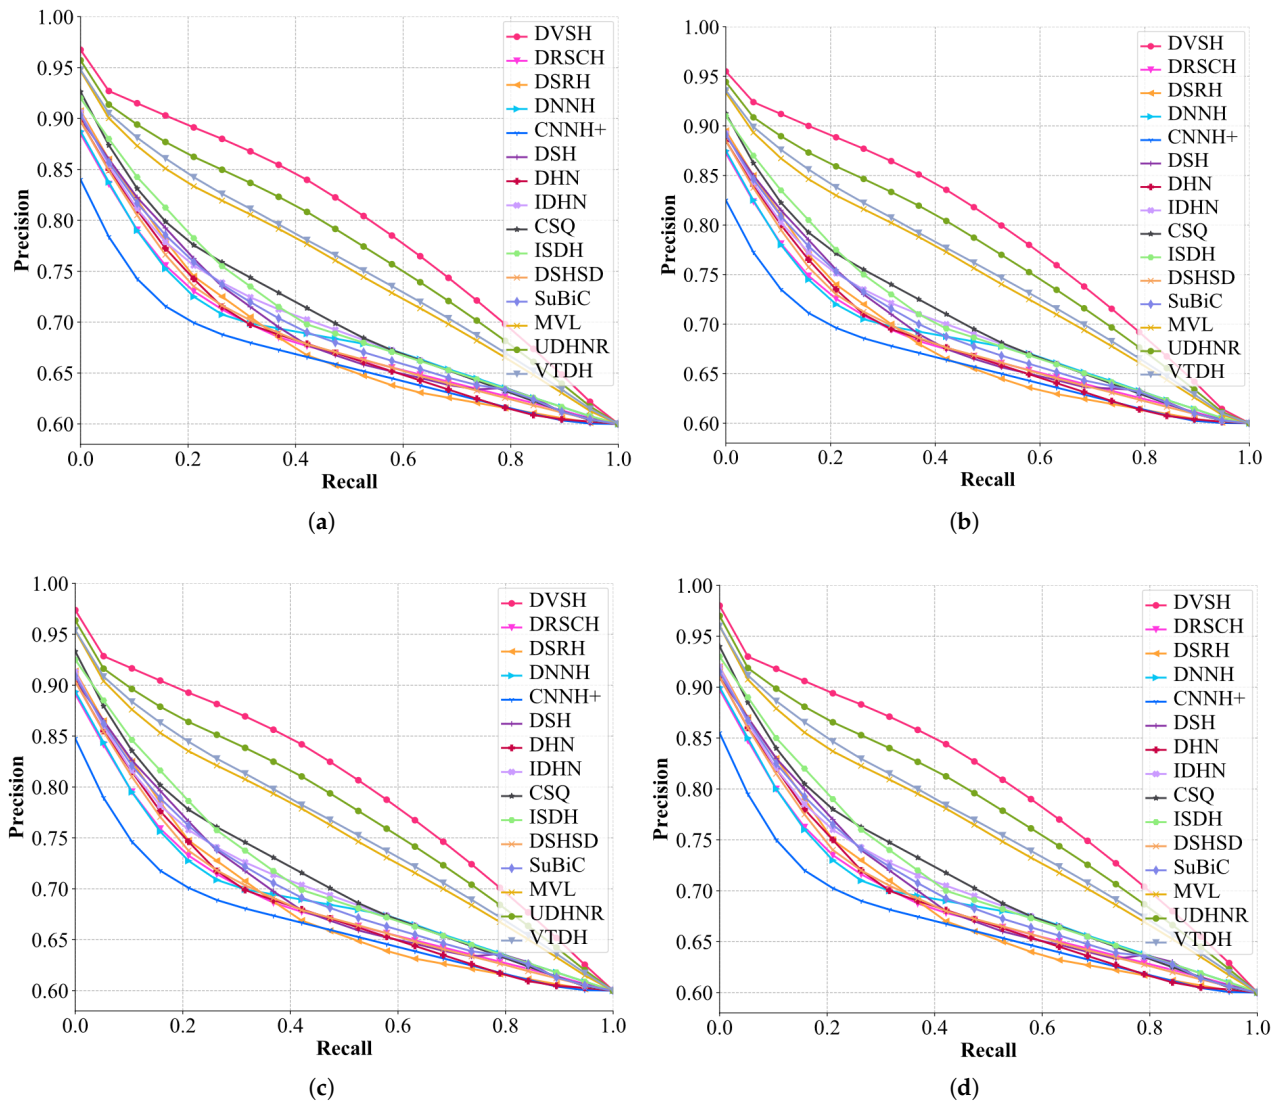 1.00
0.95
0.90
0.85
0.80
0.75
0.70
0.65
0.60
Precision
0.0 0.2 0.4 0.6 0.8 1.0
Recall
DVSH
DRSCH
DSRH
DNNH
CNNH+
DSH
DHN
IDHN
CSQ
ISDH
DSHSD
SuBiC
MVL
UDHNR
VTDH
(a)
1.00
0.95
0.90
0.85
0.80
0.75
0.70
0.65
0.60
Precision
0.0 0.2 0.4 0.6 0.8 1.0
Recall
DVSH
DRSCH
DSRH
DNNH
CNNH+
DSH
DHN
IDHN
CSQ
ISDH
DSHSD
SuBiC
MVL
UDHNR
VTDH
(b)
1.00
0.95
0.90
0.85
0.80
0.75
0.70
0.65
0.60
Precision
0.0 0.2 0.4 0.6 0.8 1.0
Recall
DVSH
DRSCH
DSRH
DNNH
CNNH+
DSH
DHN
IDHN
CSQ
ISDH
DSHSD
SuBiC
MVL
UDHNR
VTDH
(c)
1.00
0.95
0.90
0.85
0.80
0.75
0.70
0.65
0.60
Precision
0.0 0.2 0.4 0.6 0.8 1.0
Recall
DVSH
DRSCH
DSRH
DNNH
CNNH+
DSH
DHN
IDHN
CSQ
ISDH
DSHSD
SuBiC
MVL
UDHNR
VTDH
(d)